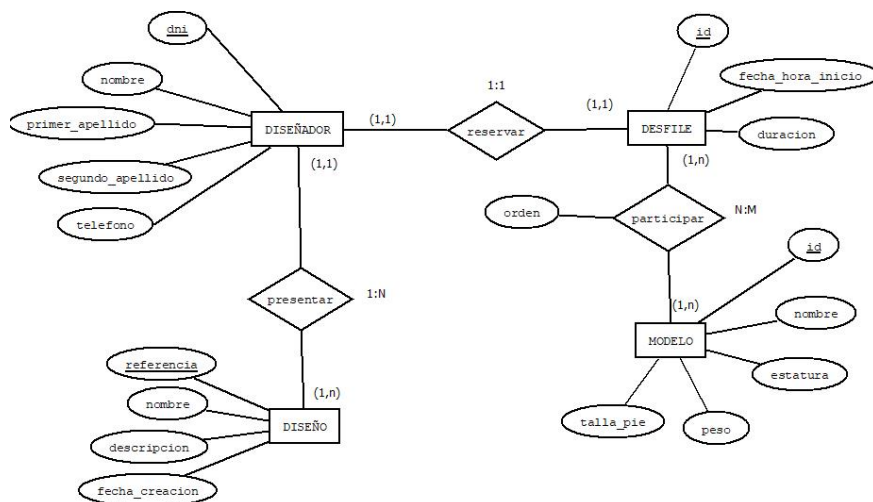 dni
id
nombre
fecha_hora_inicio
1:1
primer_apellido
DISEÑADOR
(1,1)
reservar
(1,1)
DESFILE
duracion
(1,1)
(1,n)
segundo_apellido
telefono
orden
participar
N:M
id
presentar
1:N
(1,n)
nombre
MODELO
referencia
estatura
nombre
(1,n)
DISEÑO
talla_pie
peso
descripcion
fecha_creacion